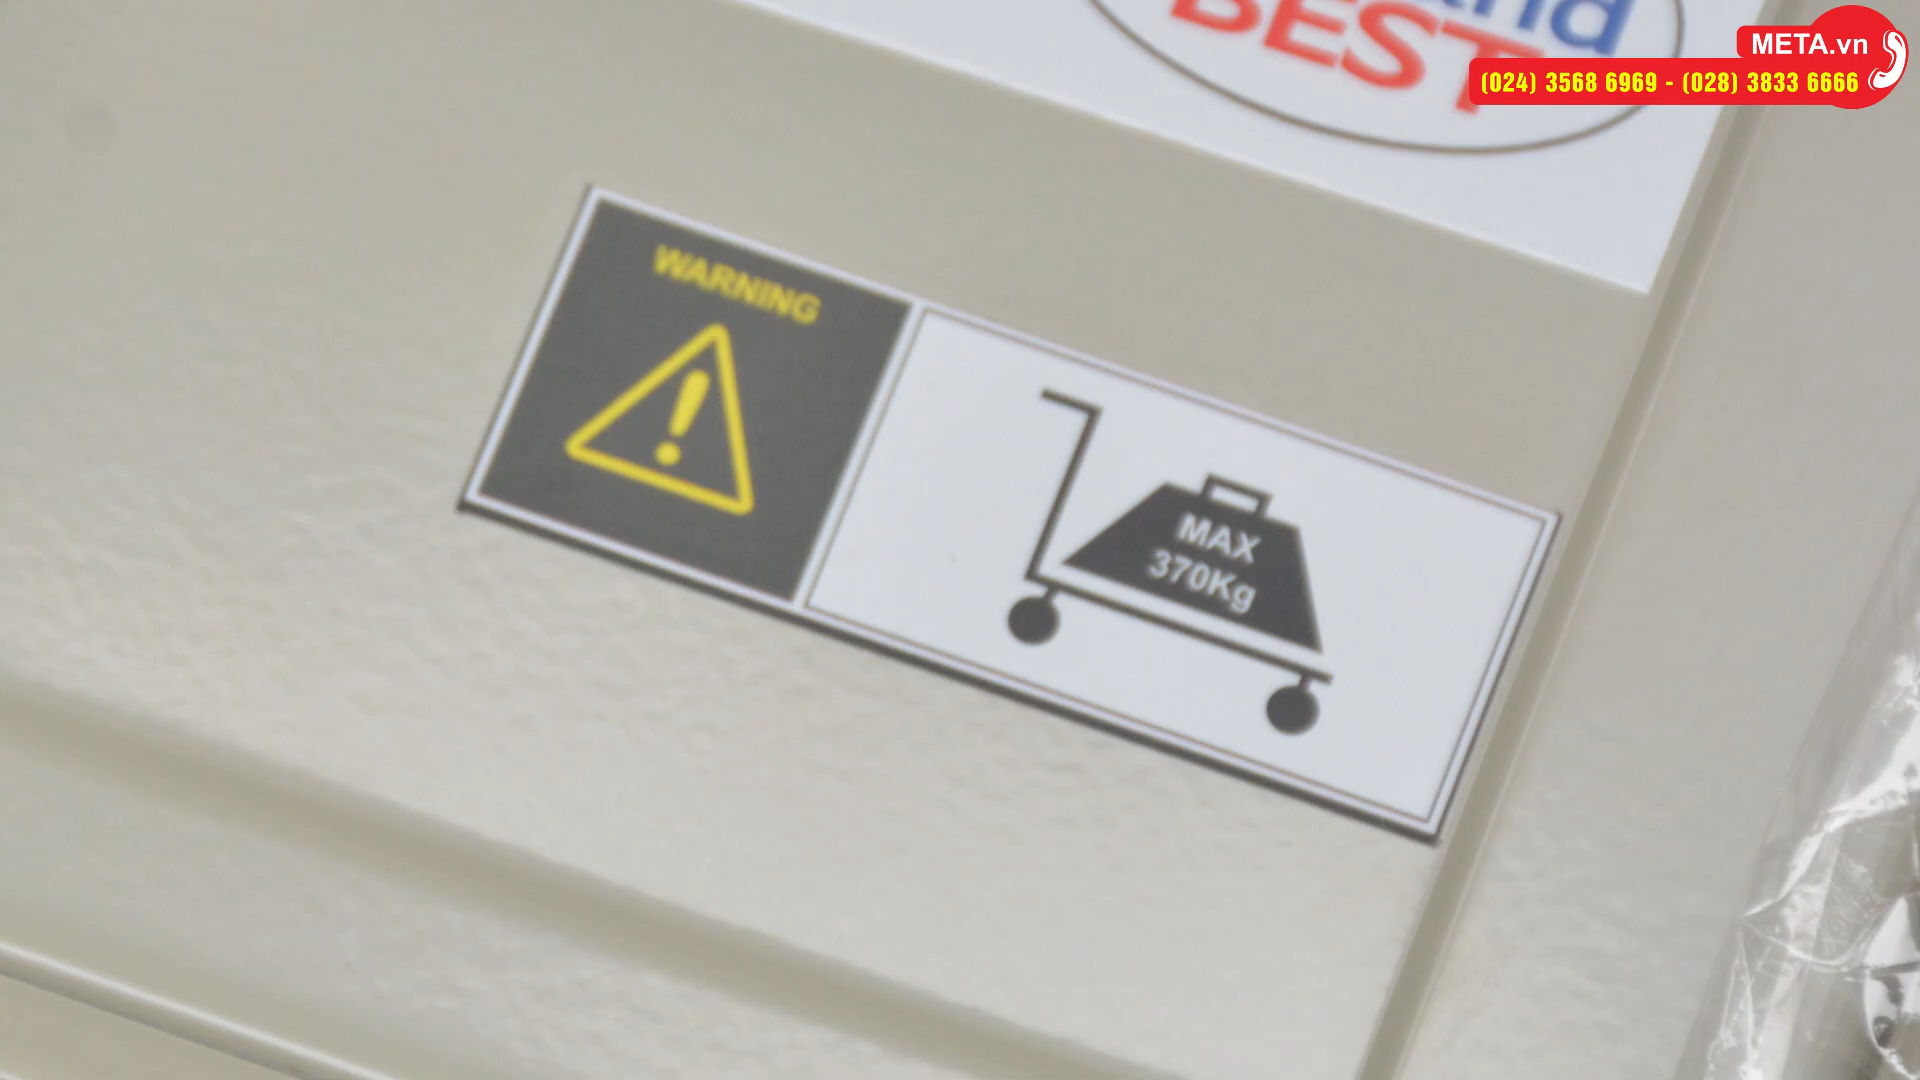 BEST
META.vn
(024) 3568 6969 - (028) 3833 6666
WARNING
MAX
370Kg